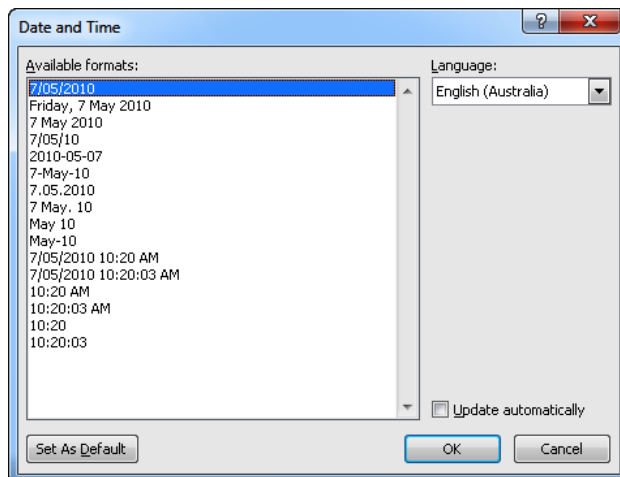 Date and Time
Available formats:
7/05/2010
Friday, 7 May 2010
7 May 2010
7/05/10
2010-05-07
7-May-10
7.05.2010
7 May. 10
May 10
May-10
7/05/2010 10:20 AM
7/05/2010 10:20:03 AM
10:20 AM
10:20:03 AM
10:20
10:20:03
Language:
English (Australia)
Update automatically
Set As Default
OK
Cancel